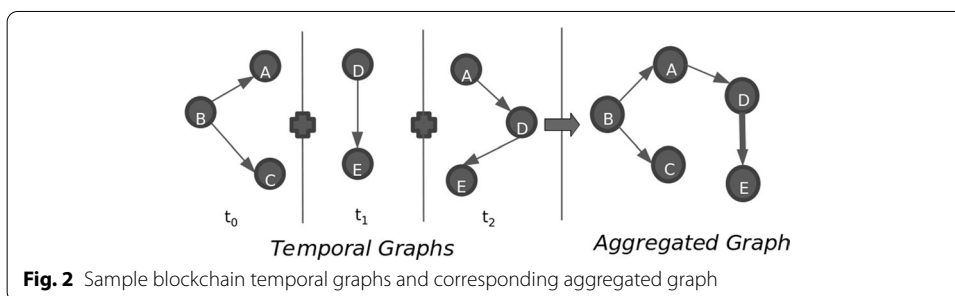 A
B
C
t0
D
E
t1
A
D
E
t2
A
B
C
D
E
Temporal Graphs
Aggregated Graph
Fig. 2 Sample blockchain temporal graphs and corresponding aggregated graph